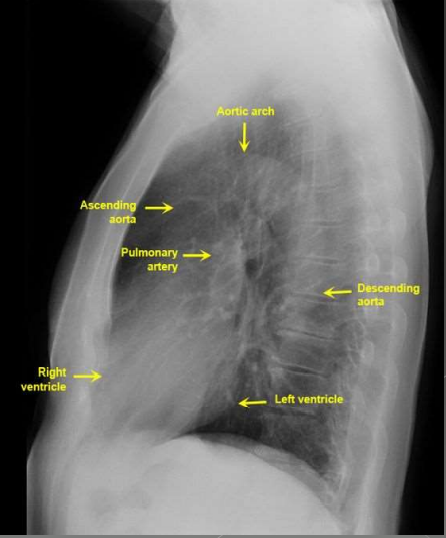 Aortic arch
Ascending
aorta
Pulmonary
artery
Descending
aorta
Right
ventricle
Left ventricle